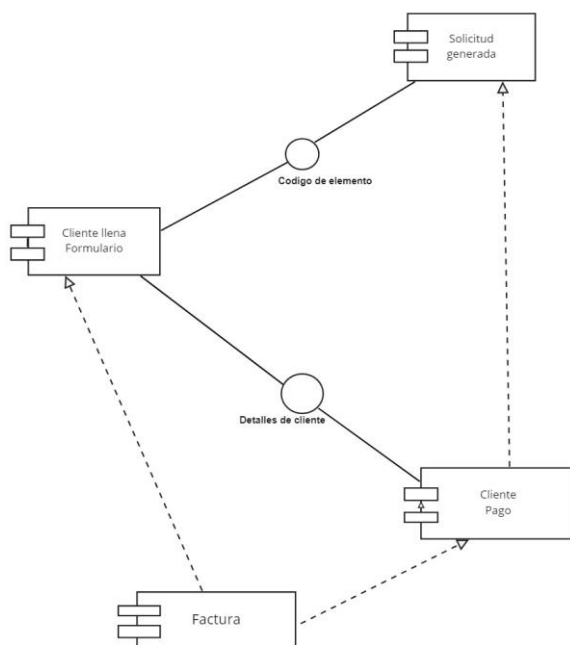 Solicitud
generada
Codigo de elemento
Cliente llena
Formulario
Detalles de cliente
Cliente
Pago
Factura